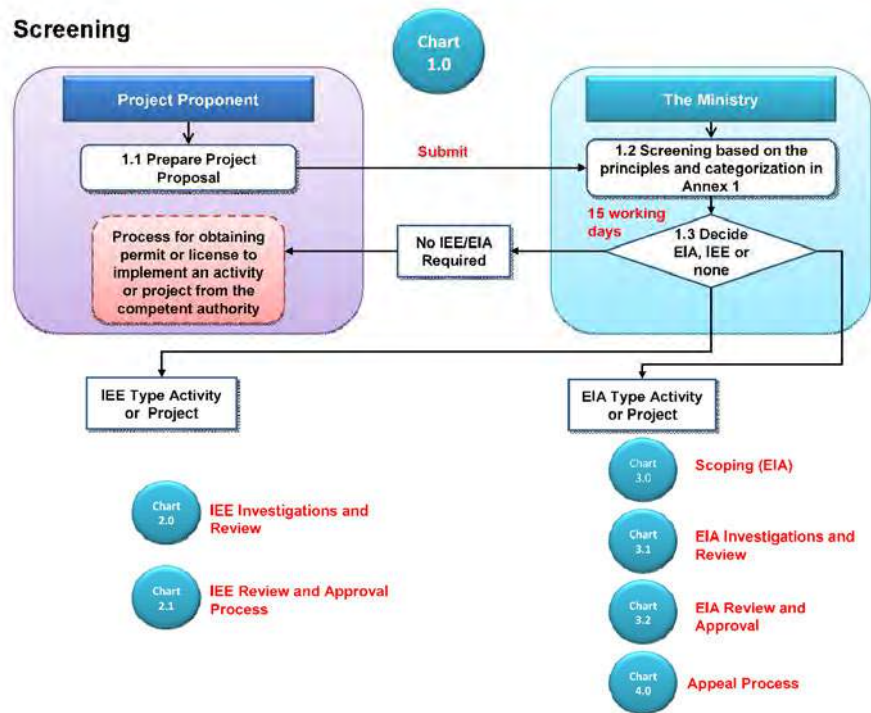 Screening
Chart
1.0
Project Proponent
The Ministry
1.1 Prepare Project
Proposal
Submit
1.2 Screening based on the
principles and categorization in
Annex 1
15 working
days
1.3 Decide
EIA, IEE or
none
No IEE/EIA
Required
Process for obtaining
permit or license to
implement an activity
or project from the
competent authority
IEE Type Activity
or Project
EIA Type Activity
or Project
Chart
2.0
IEE Investigations and
Review
Chart
2.1
IEE Review and Approval
Process
Chart
3.0
Scoping (EIA)
Chart
3.1
EIA Investigations and
Review
Chart
3.2
EIA Review and
Approval
Chart
4.0
Appeal Process